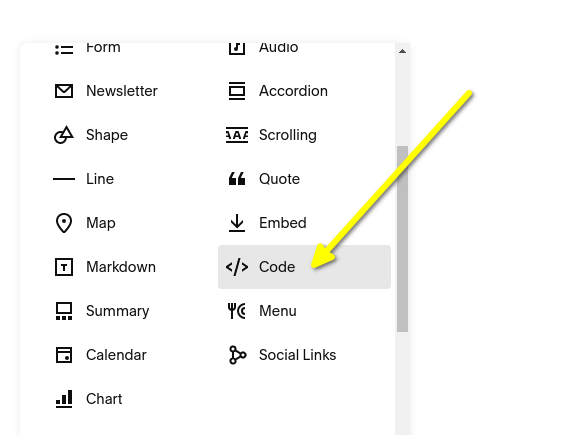 Form
Audio
Newsletter
Accordion
Shape
Scrolling
Line
Quote
Map
Embed
Markdown
Code
Summary
Menu
Calendar
Social Links
Chart